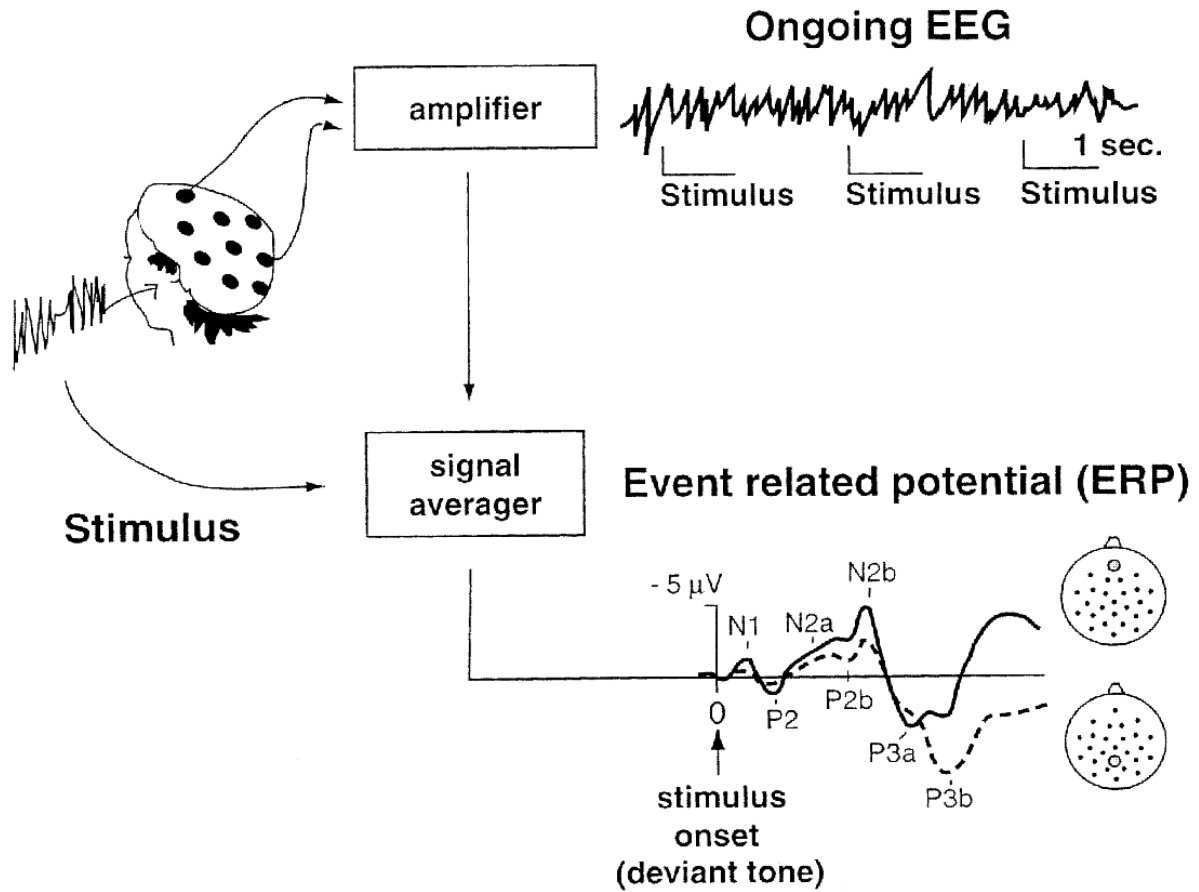 Ongoing EEG
amplifier
1 sec.
Stimulus
Stimulus
Stimulus
signal
averager
Event related potential (ERP)
Stimulus
- 5 µV
N2b
N1
N2a
0
P2
P2b
P3a
P3b
stimulus
onset
(deviant tone)